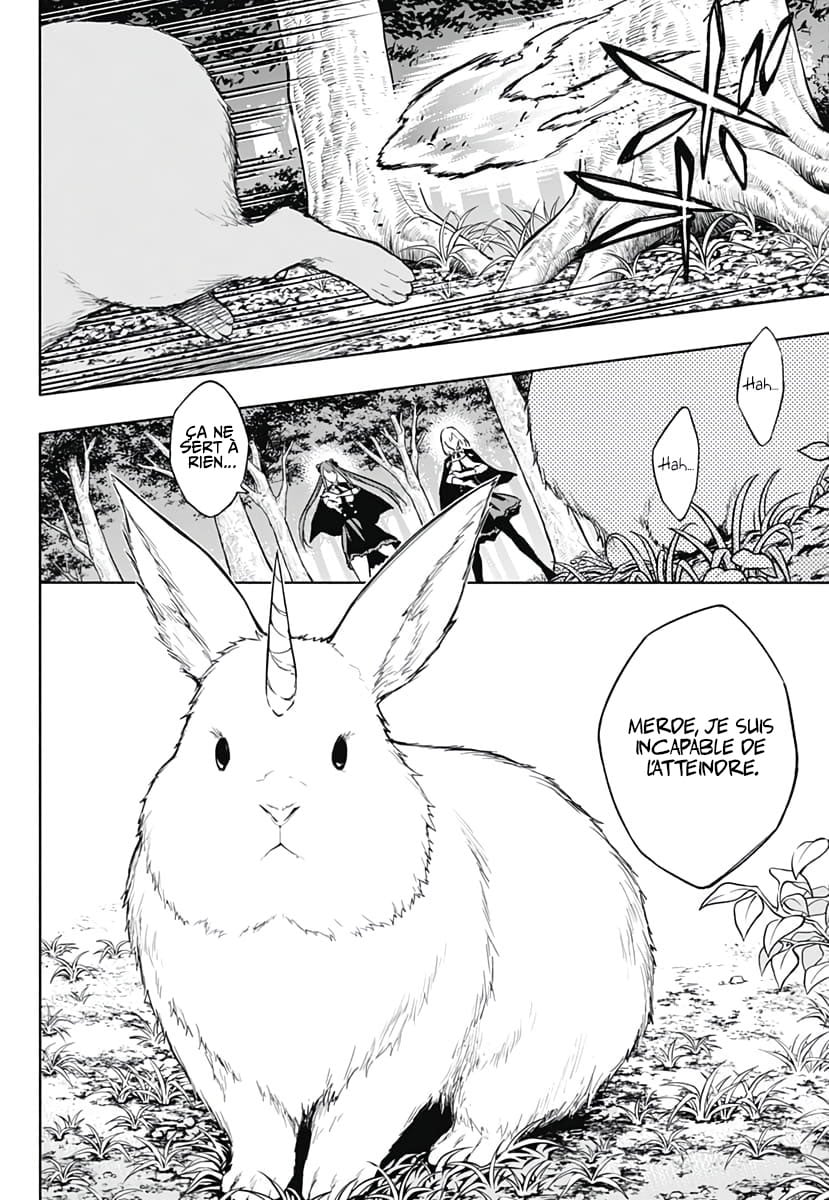 Hah...
Hah...
ÇA NE
SERT À
RIEN...
MERDE, JE SUIS
INCAPABLE DE
L'ATTEINDRE.